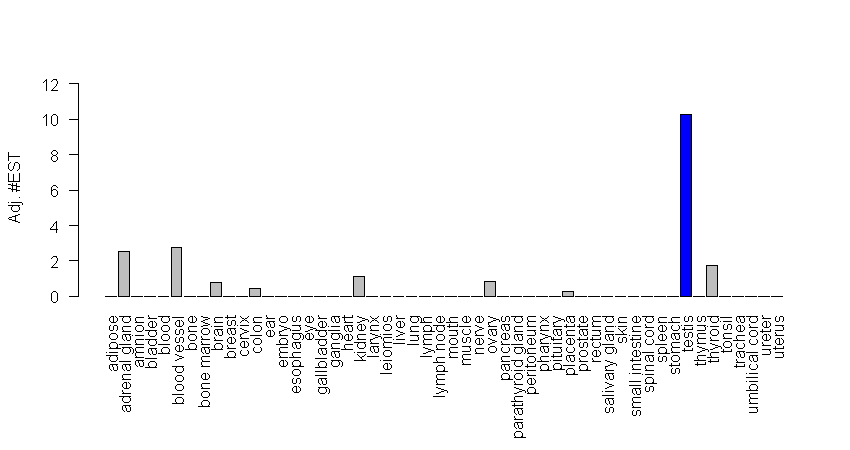 12
10
8
6
4
2
0
Adj. #EST
adipose
adrenal gland
amnion
bladder
blood
blood vessel
bone
bone marrow
brain
breast
cervix
colon
ear
embryo
esophagus
eye
gallbladder
ganglia
heart
kidney
larynx
leiomios
liver
lung
lymph
lymph node
mouth
muscle
nerve
ovary
pancreas
parathyroid gland
peritoneum
pharynx
pituitary
placenta
prostate
rectum
salivary gland
skin
small intestine
spinal cord
spleen
stomach
testis
thymus
thyroid
tonsil
trachea
umbilical cord
ureter
uterus